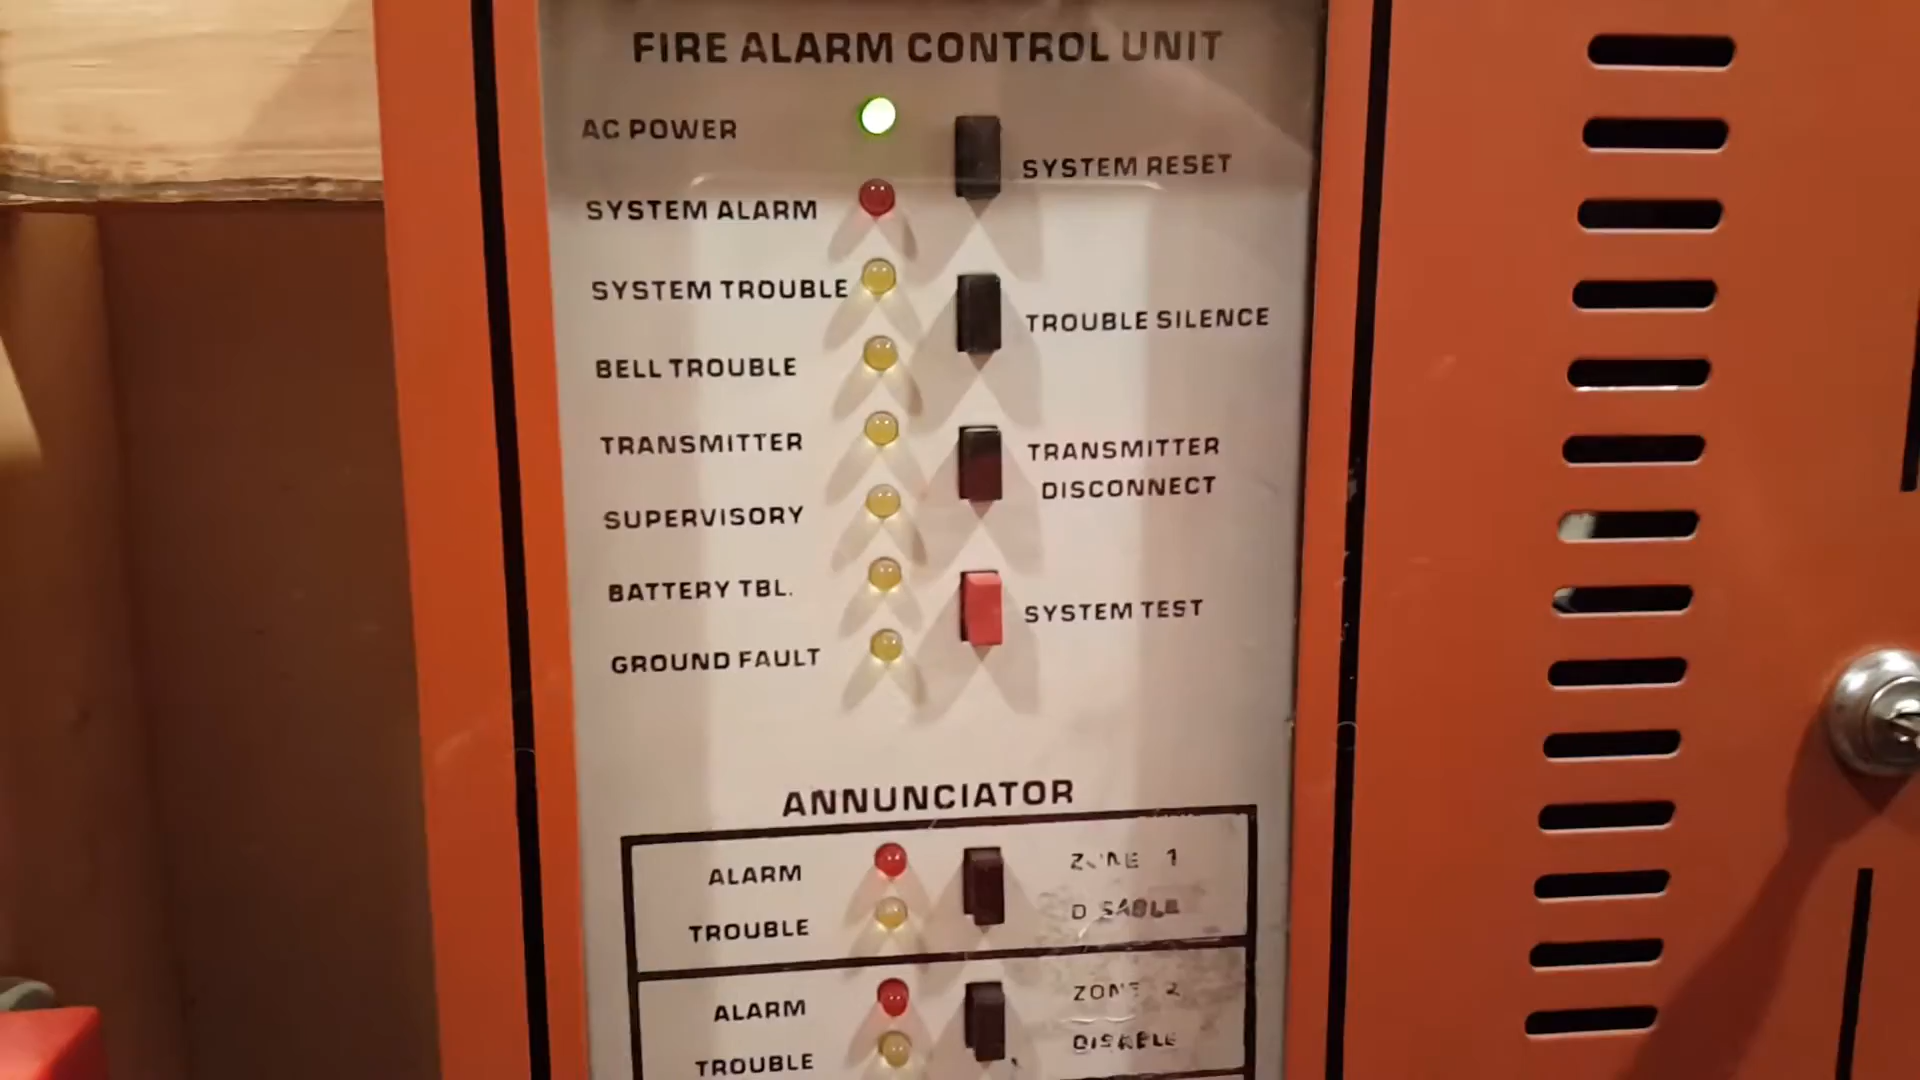 FIRE ALARM CONTROL UNIT
AC POWER
SYSTEM RESET
SYSTEM ALARM
SYSTEM TROUBLE
TROUBLE SILENCE
BELL TROUBLE
TRANSMITTER
TRANSMITTER
DISCONNECT
SUPERVISORY
BATTERY TBL.
SYSTEM TEST
GROUND FAULT
ANNUNCIATOR
ALARM
ZONE 1
TROUBLE
DISABLE
ALARM
ZONE 2
TROUBLE
DISABLE